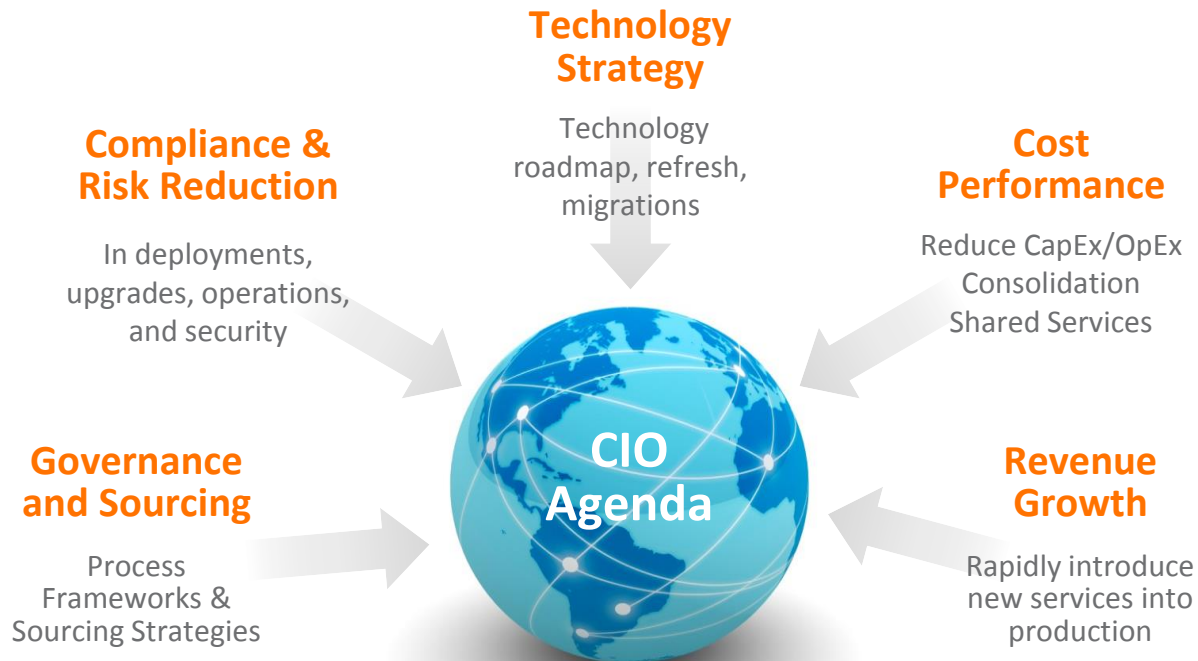 Technology
Strategy
Technology
roadmap, refresh,
migrations
Compliance &
Risk Reduction
In deployments,
upgrades, operations,
and security
Cost
Performance
Reduce CapEx/OpEx
Consolidation
Shared Services
Governance
and Sourcing
Process
Frameworks &
Sourcing Strategies
CIO
Agenda
Revenue
Growth
Rapidly introduce
new services into
production